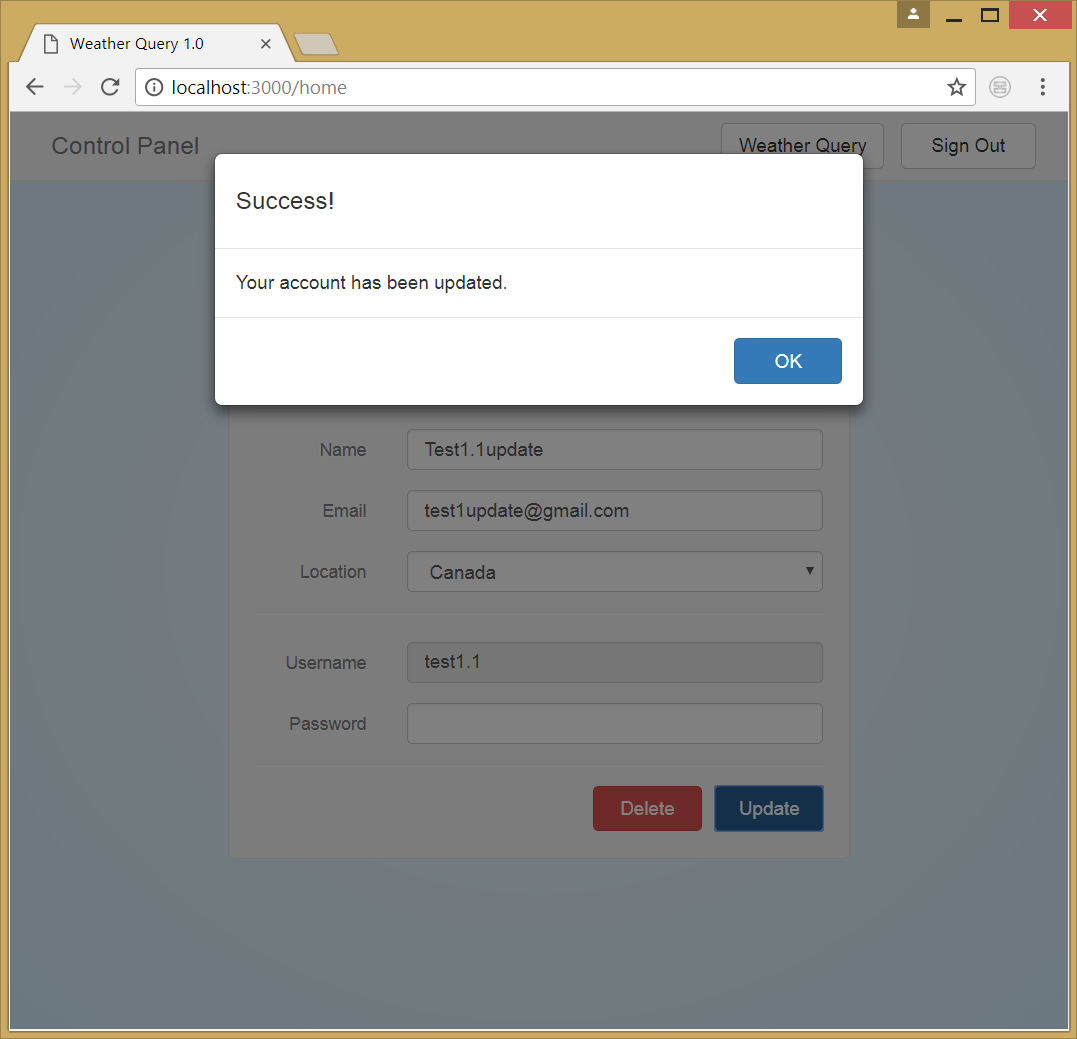 Weather Query 1.0
localhost:3000/home
Control Panel
Weather Query
Sign Out
Success!
Your account has been updated.
OK
Name
Test1.1update
Email
test1update@gmail.com
Location
Canada
Username
test1.1
Password
Delete
Update